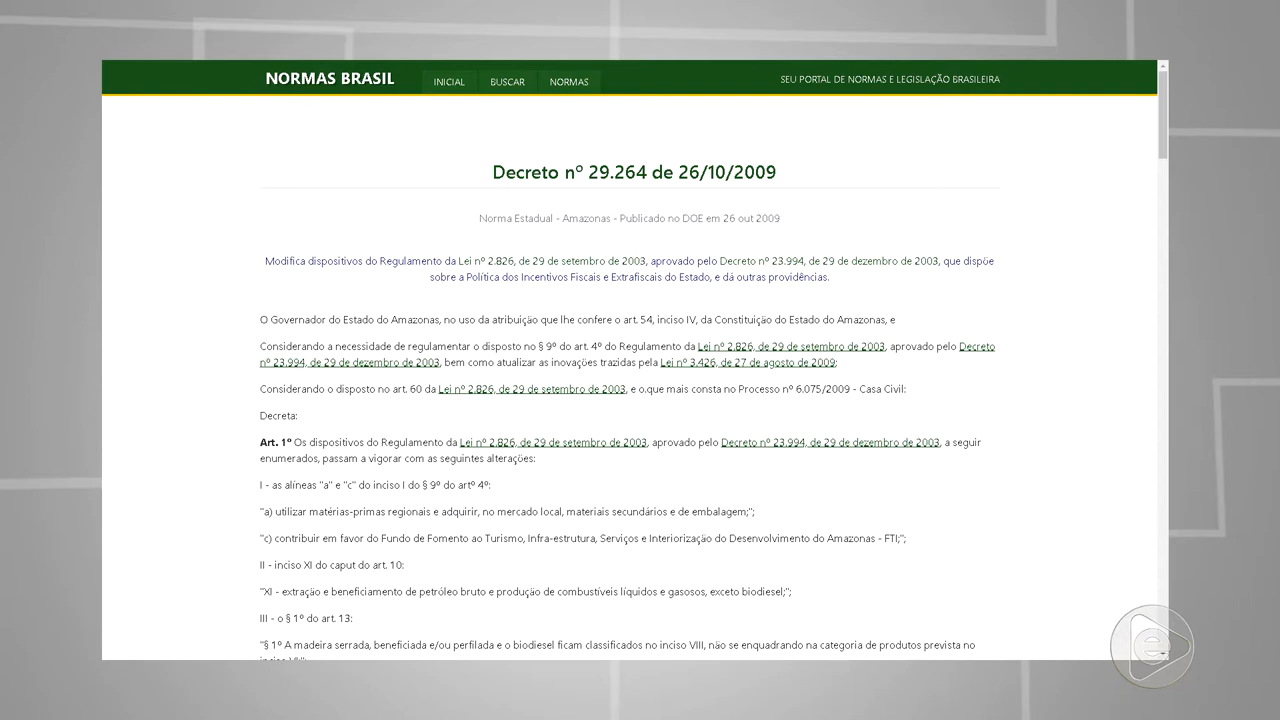 NORMAS BRASIL
INICIAL
BUSCAR
NORMAS
SEU PORTAL DE NORMAS E LEGISLAÇÃO BRASILEIRA
Decreto nº 29.264 de 26/10/2009
Norma Estadual - Amazonas - Publicado no DOE em 26 out 2009
Modifica dispositivos do Regulamento da Lei nº 2.826, de 29 de setembro de 2003, aprovado pelo Decreto nº 23.994, de 29 de dezembro de 2003, que dispõe
sobre a Política dos Incentivos Fiscais e Extrafiscais do Estado, e dá outras providências.
O Governador do Estado do Amazonas, no uso da atribuição que lhe confere o art. 54, inciso IV, da Constituição do Estado do Amazonas, e
Considerando a necessidade de regulamentar o disposto no § 9º do art. 4º do Regulamento da Lei nº 2.826, de 29 de setembro de 2003, aprovado pelo Decreto
nº 23.994, de 29 de dezembro de 2003, bem como atualizar as inovações trazidas pela Lei nº 3.426, de 27 de agosto de 2009;
Considerando o disposto no art. 60 da Lei nº 2.826, de 29 de setembro de 2003, e o.que mais consta no Processo nº 6.075/2009 - Casa Civil:
Decreta:
Art. 1º Os dispositivos do Regulamento da Lei nº 2.826, de 29 de setembro de 2003, aprovado pelo Decreto nº 23.994, de 29 de dezembro de 2003, a seguir
enumerados, passam a vigorar com as seguintes alterações:
I - as alíneas "a" e "c" do inciso I do § 9º do artº 4º:
"a) utilizar matérias-primas regionais e adquirir, no mercado local, materiais secundários e de embalagem;";
"c) contribuir em favor do Fundo de Fomento ao Turismo, Infra-estrutura, Serviços e Interiorização do Desenvolvimento do Amazonas - FTI;";
II - inciso XI do caput do art. 10:
"XI - extração e beneficiamento de petróleo bruto e produção de combustíveis líquidos e gasosos, exceto biodiesel;";
III - o § 1º do art. 13:
"§ 1º A madeira serrada, beneficiada e/ou perfilada e o biodiesel ficam classificados no inciso VIII, não se enquadrando na categoria de produtos prevista no